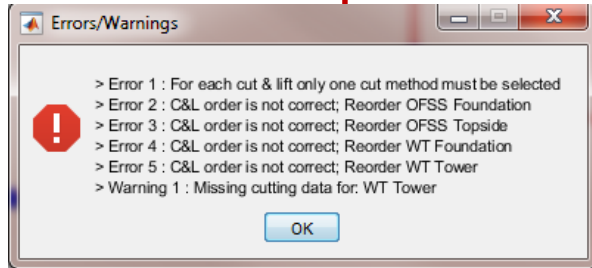 Errors/Warnings
> Error 1 : For each cut & lift only one cut method must be selected
> Error 2 : C&L order is not correct; Reorder OFSS Foundation
> Error 3 : C&L order is not correct; Reorder OFSS Topside
> Error 4 : C&L order is not correct; Reorder WT Foundation
> Error 5 : C&L order is not correct; Reorder WT Tower
> Warning 1 : Missing cutting data for: WT Tower
OK